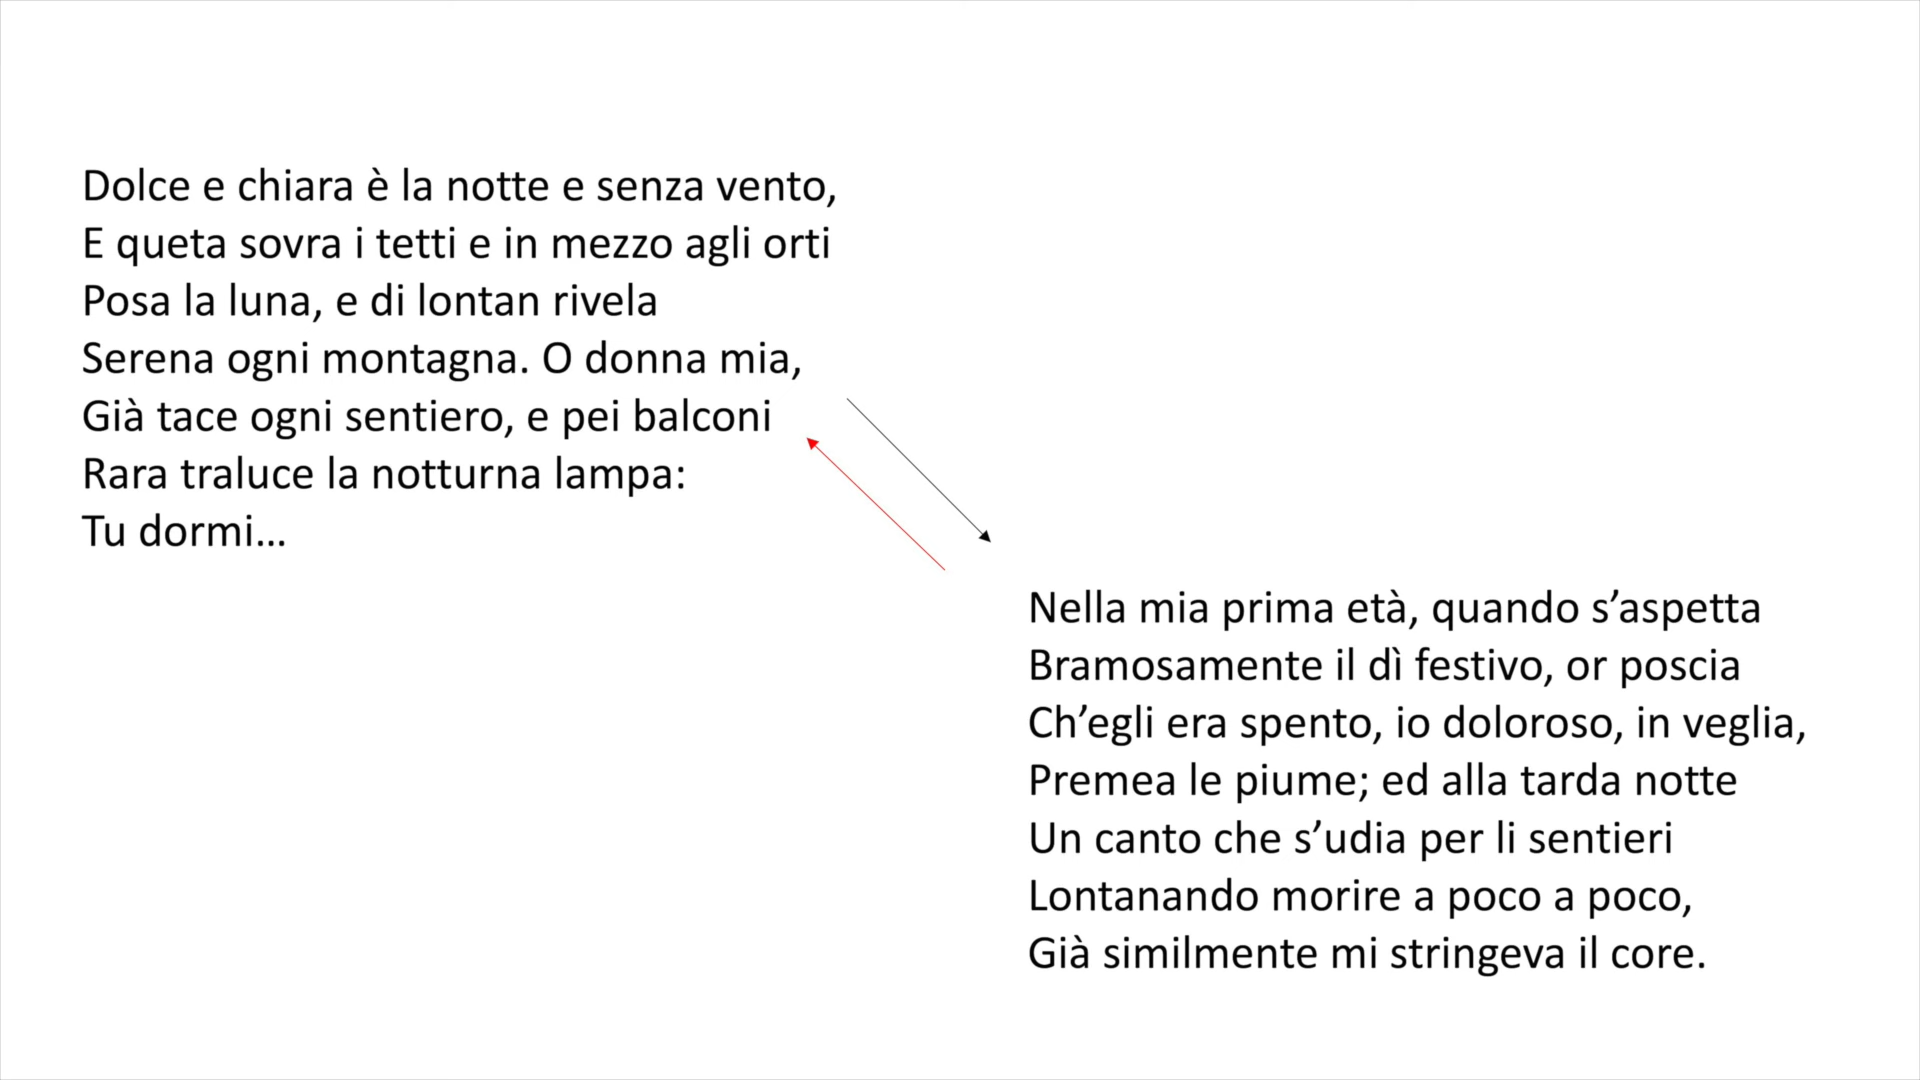 Dolce e chiara è la notte e senza vento,
E queta sovra i tetti e in mezzo agli orti
Posa la luna, e di lontan rivela
Serena ogni montagna. O donna mia,
Già tace ogni sentiero, e pei balconi
Rara traluce la notturna lampa:
Tu dormi...
Nella mia prima età, quando s’aspetta
Bramosamente il dì festivo, or poscia
Ch’egli era spento, io doloroso, in veglia,
Premea le piume; ed alla tarda notte
Un canto che s’udia per li sentieri
Lontanando morire a poco a poco,
Già similmente mi stringeva il core.